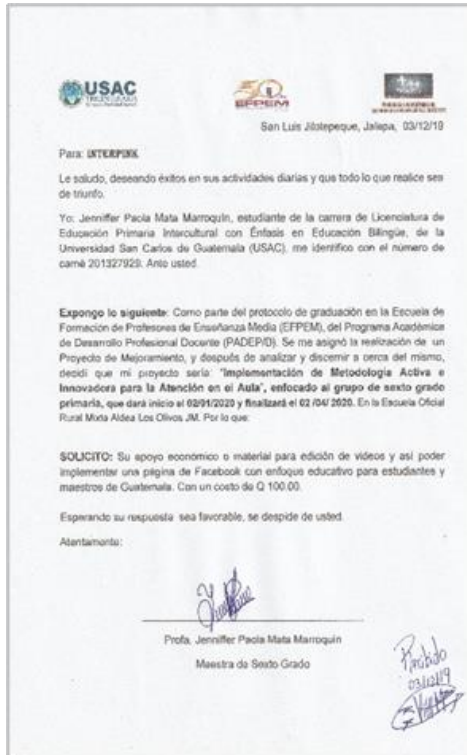 USAC
TRICENTENARIA
EFPEM
San Luis Jilotepeque, Jalapa, 03/12/19
Para: INTERPINK
Le saludo, deseando éxitos en sus actividades diarias y que todo lo que realice sea
de triunfo.
Yo: Jenniffer Paola Mata Marroquin, estudiante de la carrera de Licenciatura de
Educación Primaria Intercultural con Énfasis en Educación Bilingüe, de la
Universidad San Carlos de Guatemala (USAC), me identifico con el número de
carné 201327929. Ante usted.
Expongo lo siguiente: Como parte del protocolo de graduación en la Escuela de
Formación de Profesores de Enseñanza Media (EFPEM), del Programa Académica
de Desarrollo Profesional Docente (PADEP/D). Se me asignó la realización de un
Proyecto de Mejoramiento, y después de analizar y discernir a cerca del mismo,
decidí que mi proyecto sería: "Implementación de Metodología Activa e
Innovadora para la Atención en el Aula", enfocado al grupo de sexto grado
primaria, que dará inicio el 02/01/2020 y finalizará el 02 /04/ 2020. En la Escuela Oficial
Rural Mixta Aldea Los Olivos JM. Por lo que:
SOLICITO: Su apoyo económico o material para edición de videos y así poder
implementar una página de Facebook con enfoque educativo para estudiantes y
maestros de Guatemala. Con un costo de Q 100.00.
Esperando su respuesta sea favorable, se despide de usted.
Atentamente:
Profa. Jenniffer Paola Mata Marroquin
Maestra de Sexto Grado
Recibido
03/12/19